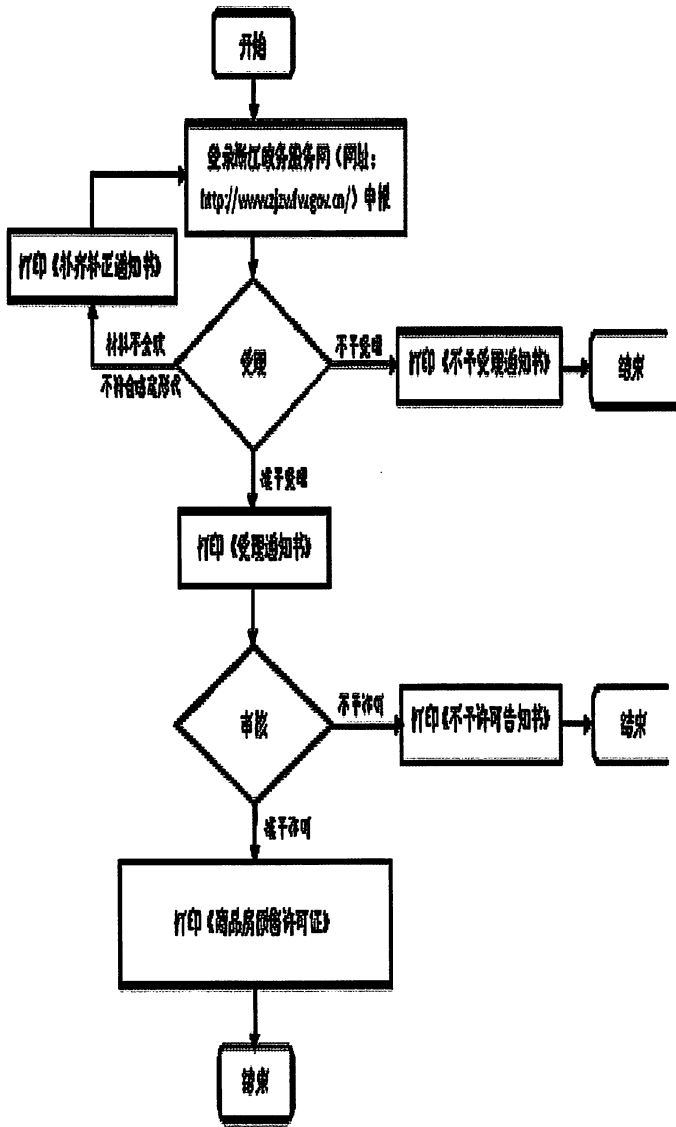 开始
登录浙江政务服务网(网址:
http://www.zjzwfw.gov.cn/)申报
打印《补齐补正通知书》
材料不全或
不符合法定形式
受理
不予受理
打印《不予受理通知书》
结束
准予受理
打印《受理通知书》
审核
不予许可
打印《不予许可告知书》
结束
准予许可
打印《商品房预售许可证》
结束